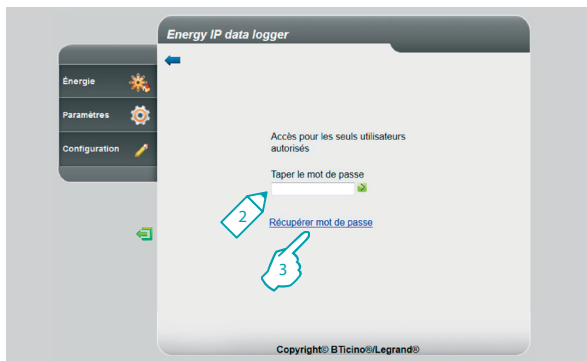 Energy IP data logger
Énergie
Paramètres
Configuration
Accès pour les seuls utilisateurs
autorisés
Taper le mot de passe
2
Récupérer mot de passe
3
Copyright© BTicino®/Legrand®